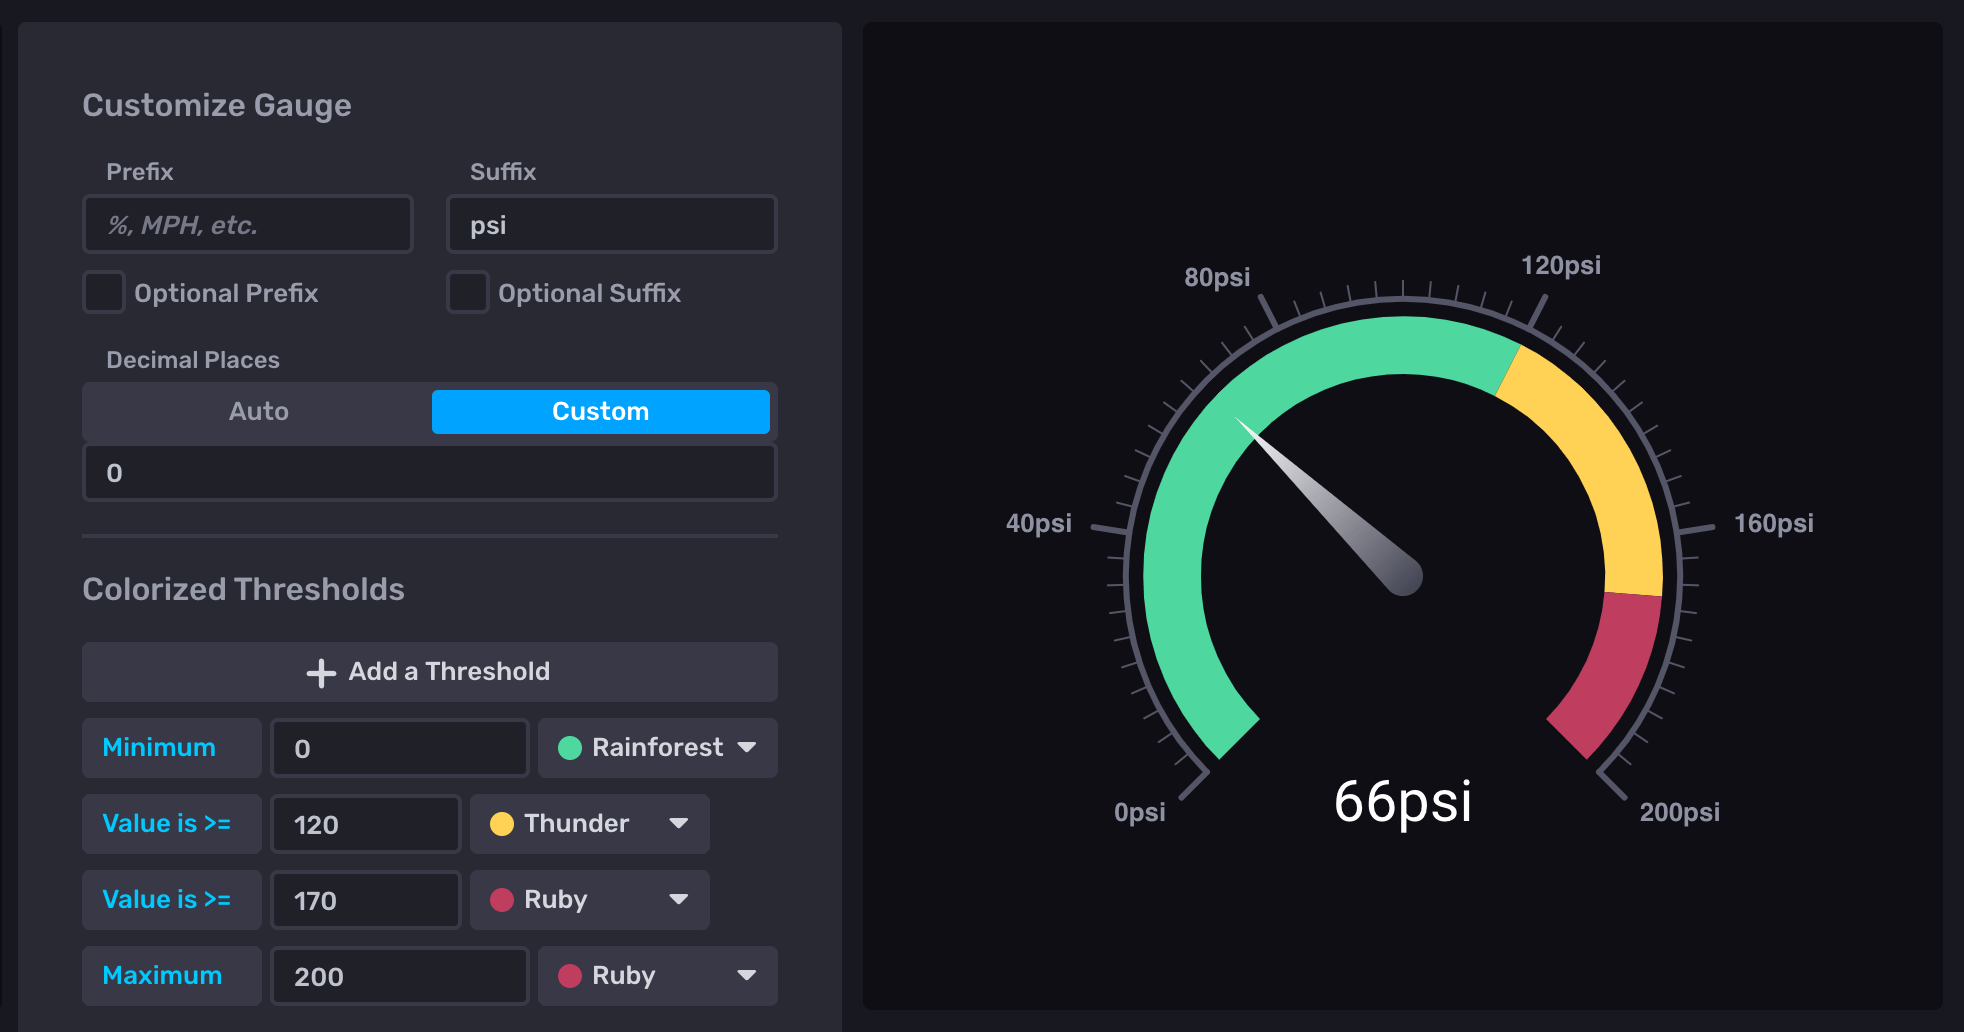 Customize Gauge
Prefix
Suffix
%, MPH, etc.
psi
Optional Prefix
Optional Suffix
Decimal Places
Auto
Custom
0
Colorized Thresholds
Add a Threshold
Minimum
0
Rainforest
Value is >=
120
Thunder
Value is >=
170
Ruby
Maximum
200
Ruby
0psi
40psi
80psi
120psi
160psi
200psi
66psi